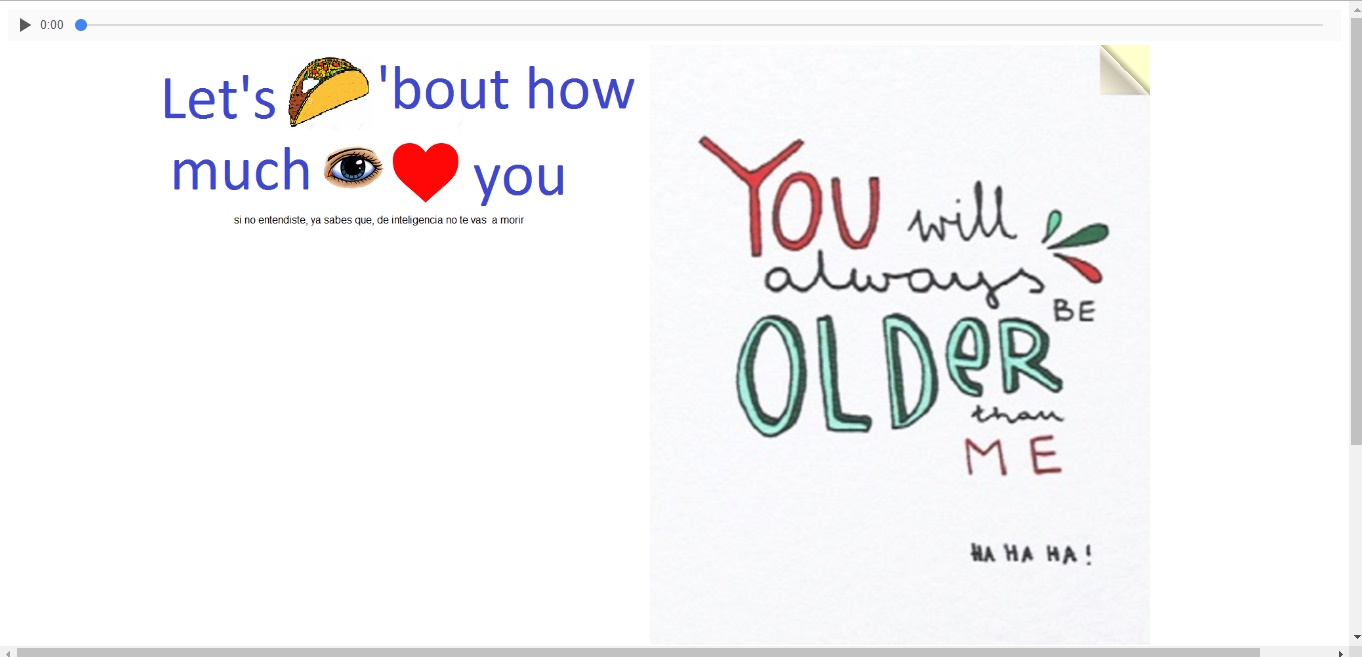 0:00
Let's 'bout how
much you
si no entendiste, ya sabes que, de inteligencia no te vas a morir
YOU will
always
BE
OLDeR
than
ME
HA HA HA!